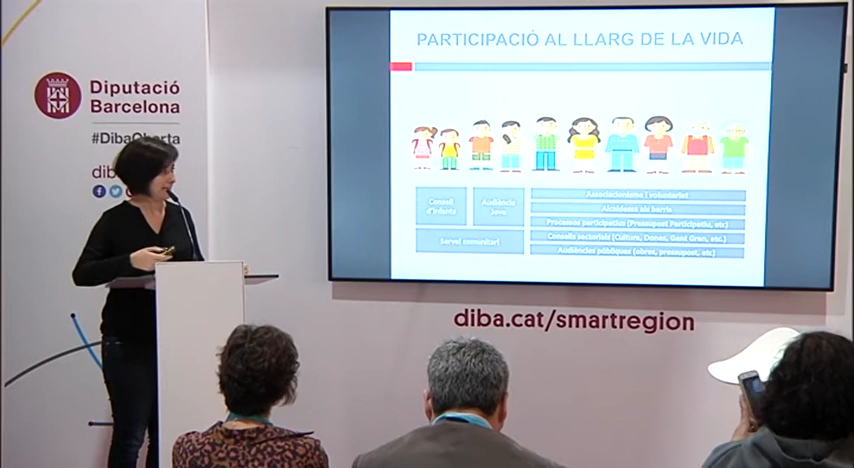 Diputació
Barcelona
#DibaOberta
dib
PARTICIPACIÓ AL LLARG DE LA VIDA
Consell
d'Infants
Audiència
Jove
Servei comunitari
Associacionisme i voluntariat
Alcaldessa als barris
Processos participatius (Pressupost Participatiu, etc)
Consells sectorials (Cultura, Dones, Gent Gran, etc.)
Audiències públiques (obres, pressupost, etc)
diba.cat/smartregion